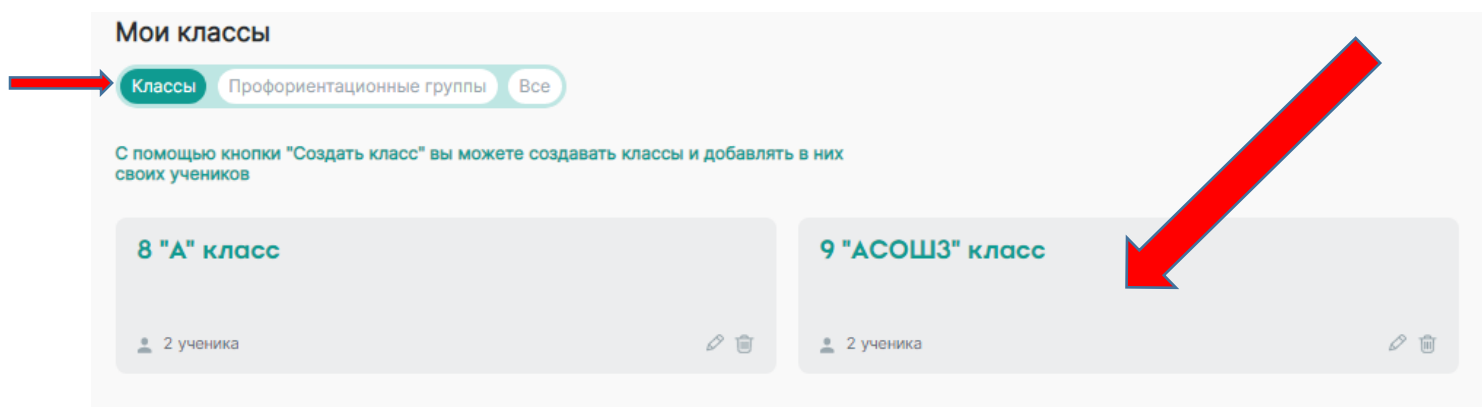 Мои классы
Классы Профориентационные группы Все
С помощью кнопки "Создать класс" вы можете создавать классы и добавлять в них
своих учеников
8 "А" класс
9 "АСОШ3" класс
2 ученика
2 ученика